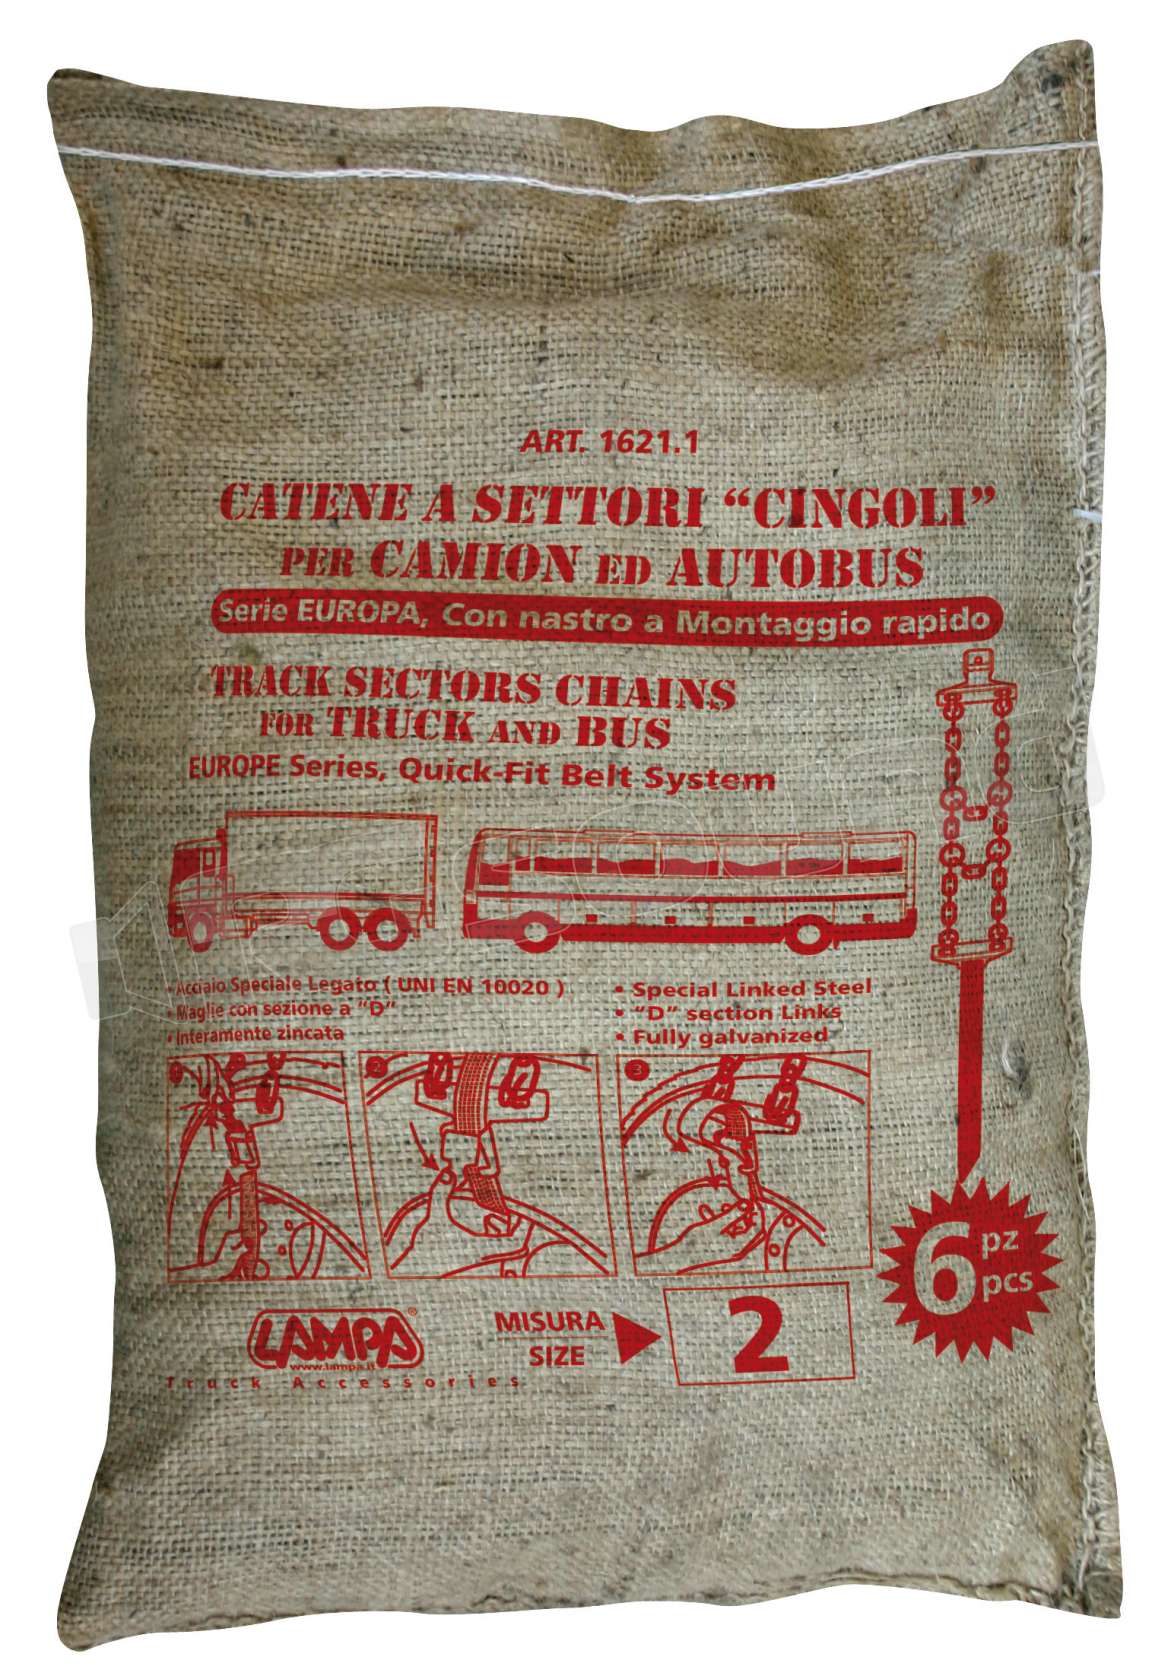 ART. 1621.1
CATENE A SETTORI “CINGOLI”
PER CAMION ED AUTOBUS
Serie EUROPA, Con nastro a Montaggio rapido
TRACK SECTORS CHAINS
FOR TRUCK AND BUS
EUROPE Series, Quick-Fit Belt System
• Acciaio Speciale Legato ( UNI EN 10020 )
• Maglie con sezione a “D”
• Interamente zincata
• Special Linked Steel
• “D” section Links
• Fully galvanized
1
2
3
6 pz
pcs
LAMPA®
www.lampa.it
Truck Accessories
MISURA
SIZE
2